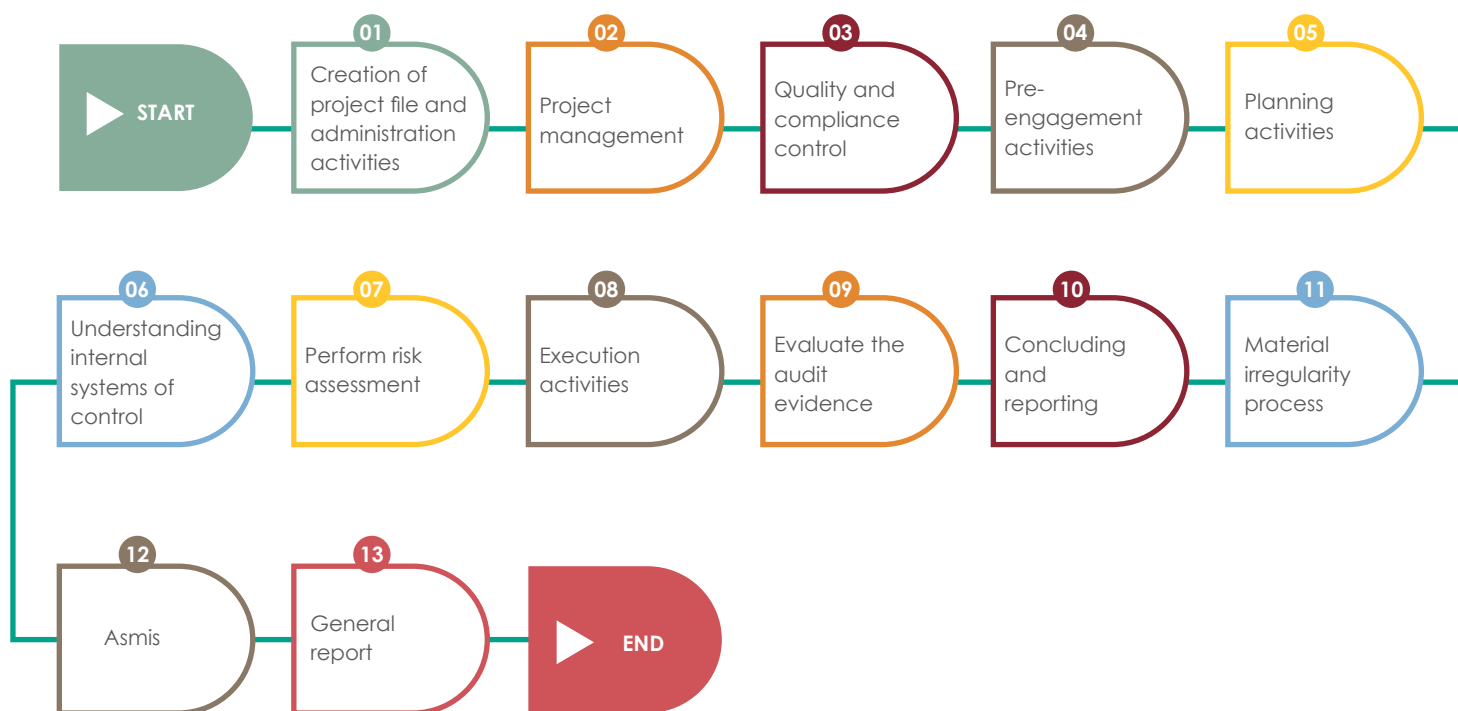 START
01
Creation of
project file and
administration
activities
02
Project
management
03
Quality and
compliance
control
04
Pre-
engagement
activities
05
Planning
activities
06
Understanding
internal
systems of
control
07
Perform risk
assessment
08
Execution
activities
09
Evaluate the
audit
evidence
10
Concluding
and
reporting
11
Material
irregularity
process
12
Asmis
13
General
report
END